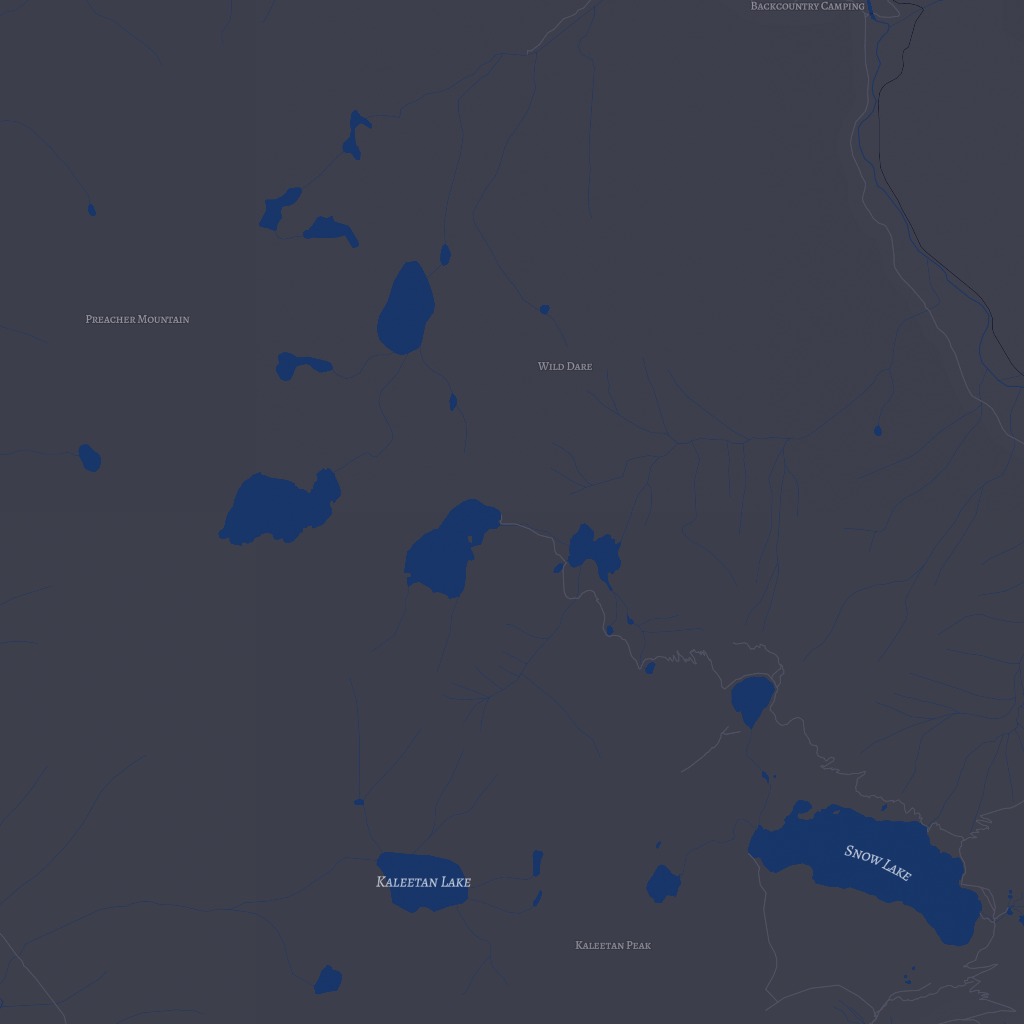 Backcountry Camping
Preacher Mountain
Wild Dare
Snow Lake
Kaleetan Lake
Kaleetan Peak